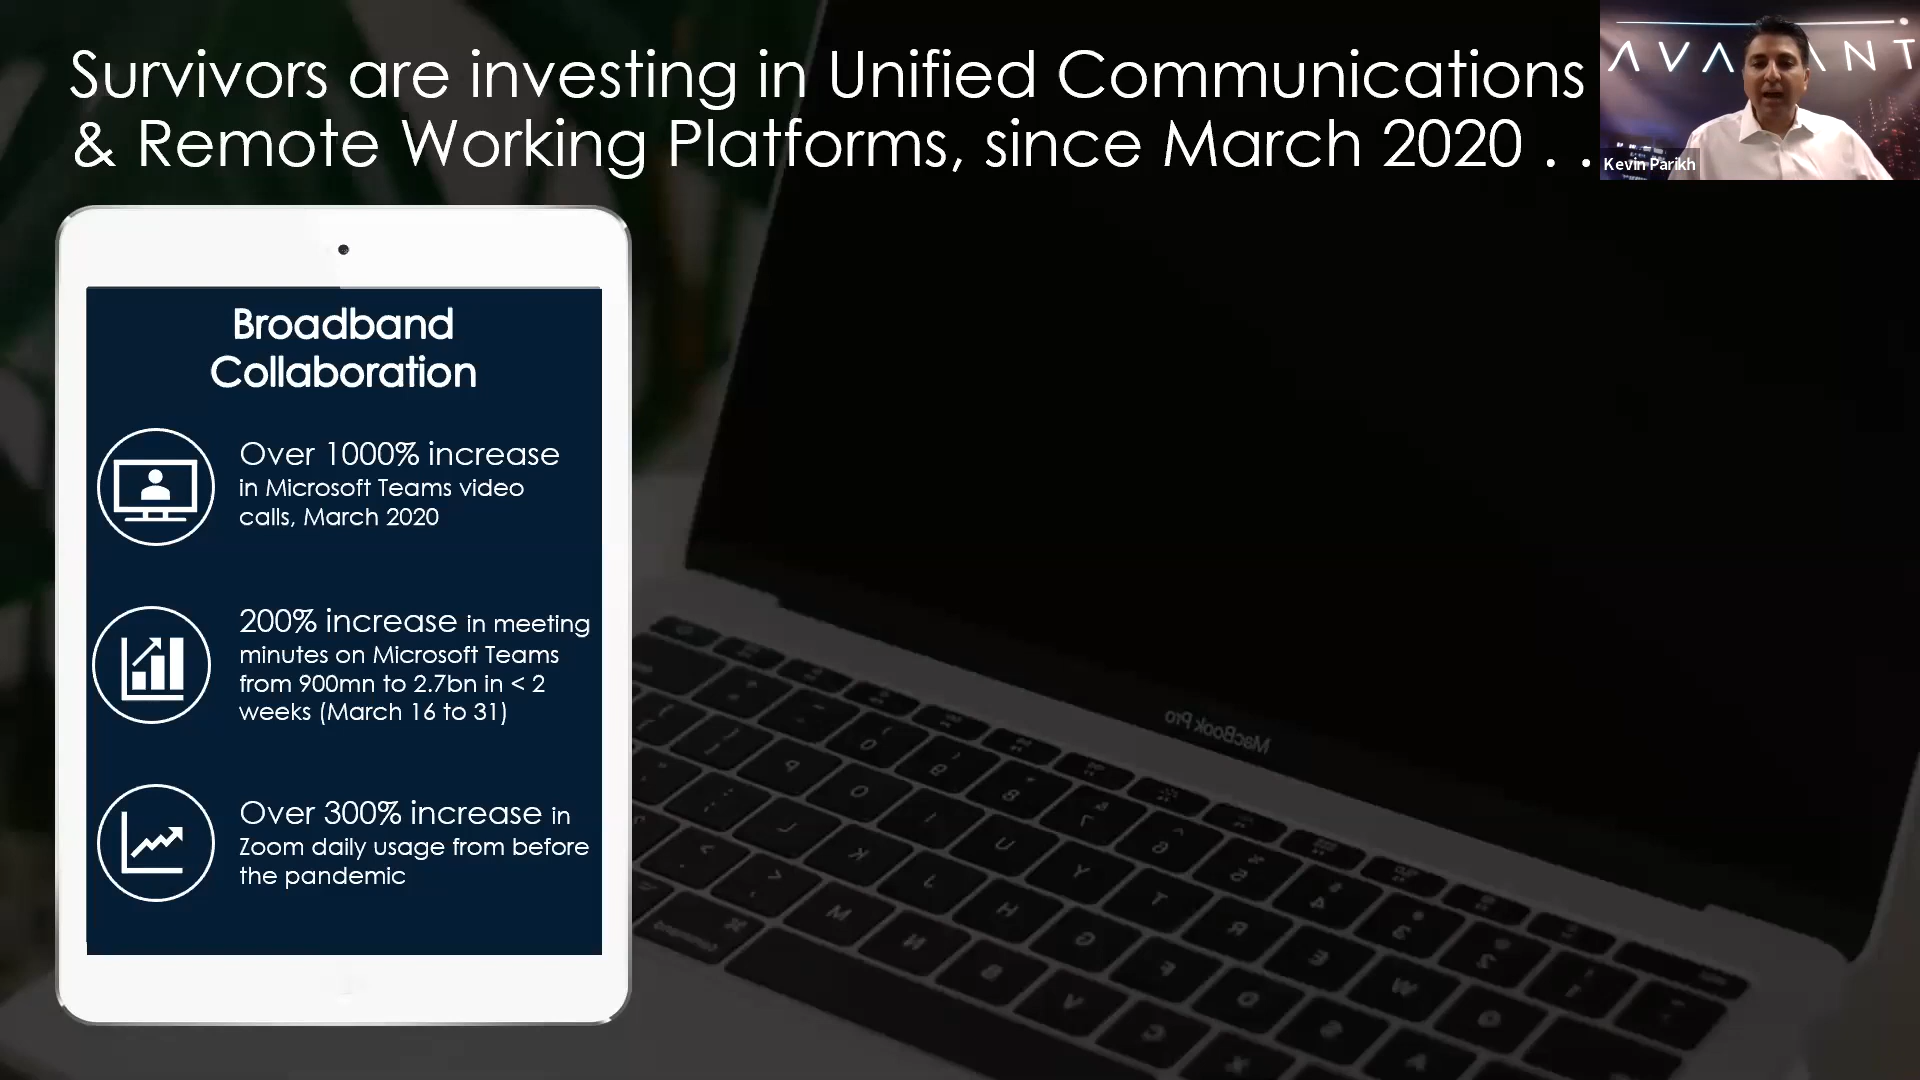 Survivors are investing in Unified Communications
& Remote Working Platforms, since March 2020 . .
AVA ANT
Kevin Parikh
Broadband
Collaboration
Over 1000% increase
in Microsoft Teams video
calls, March 2020
200% increase in meeting
minutes on Microsoft Teams
from 900mn to 2.7bn in < 2
weeks (March 16 to 31)
Over 300% increase in
Zoom daily usage from before
the pandemic
MacBook Pro